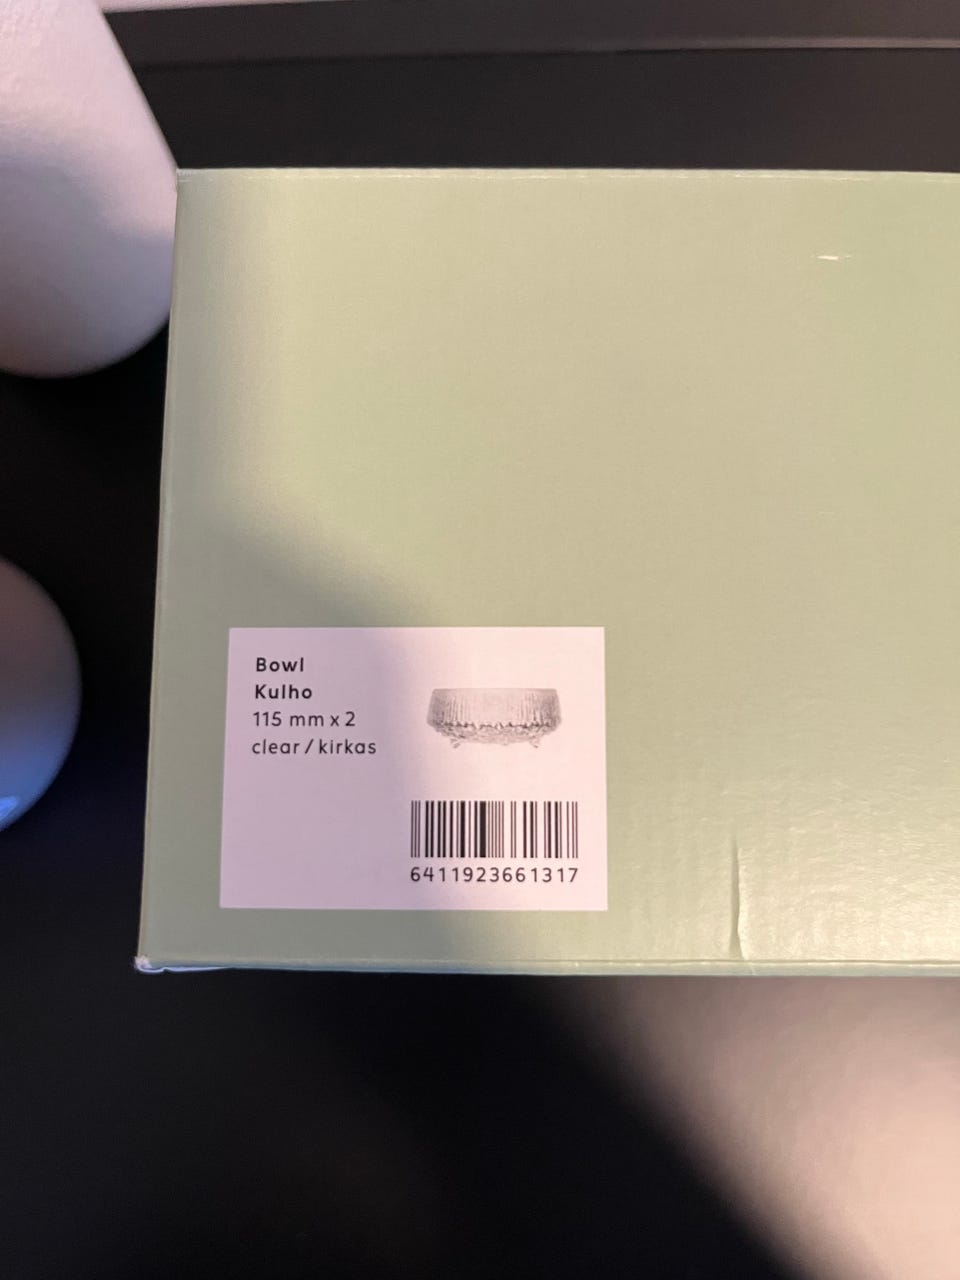 Bowl
Kulho
115 mm x 2
clear / kirkas
6411923661317